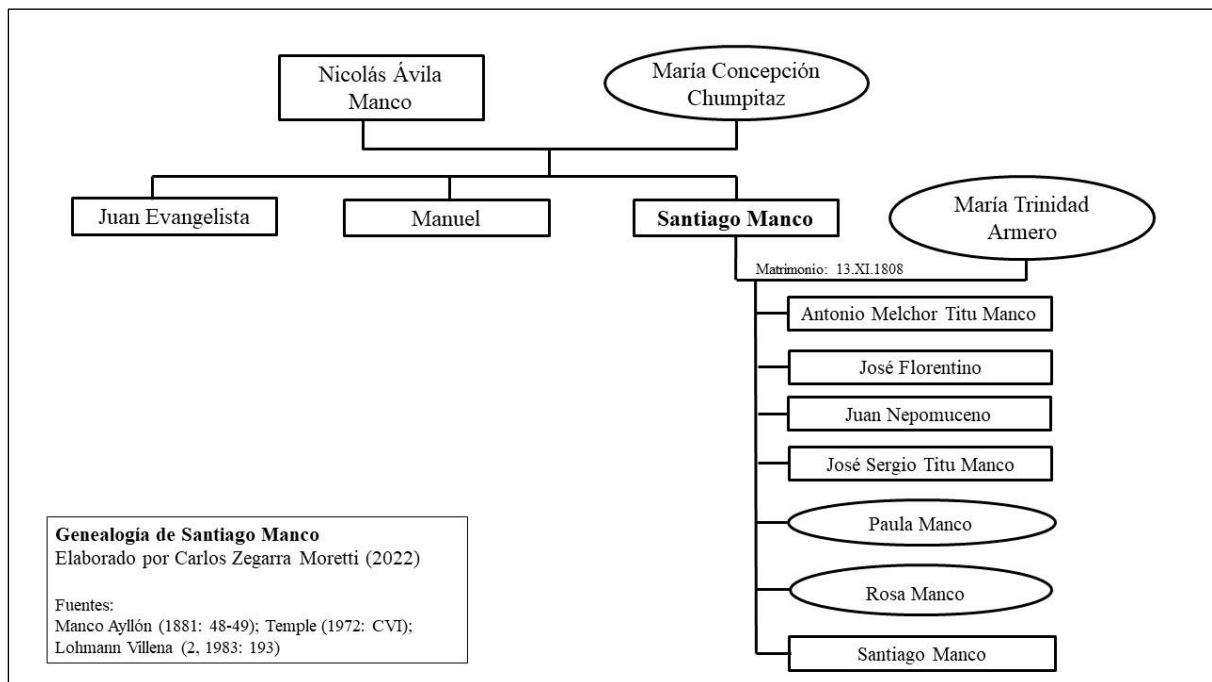 Nicolás Ávila
Manco
María Concepción
Chumpitaz
Juan Evangelista
Manuel
Santiago Manco
María Trinidad
Armero
Matrimonio: 13.XI.1808
Antonio Melchor Titu Manco
José Florentino
Juan Nepomuceno
José Sergio Titu Manco
Paula Manco
Rosa Manco
Santiago Manco
Genealogía de Santiago Manco
Elaborado por Carlos Zegarra Moretti (2022)
Fuentes:
Manco Ayllón (1881: 48-49); Temple (1972: CVI);
Lohmann Villena (2, 1983: 193)